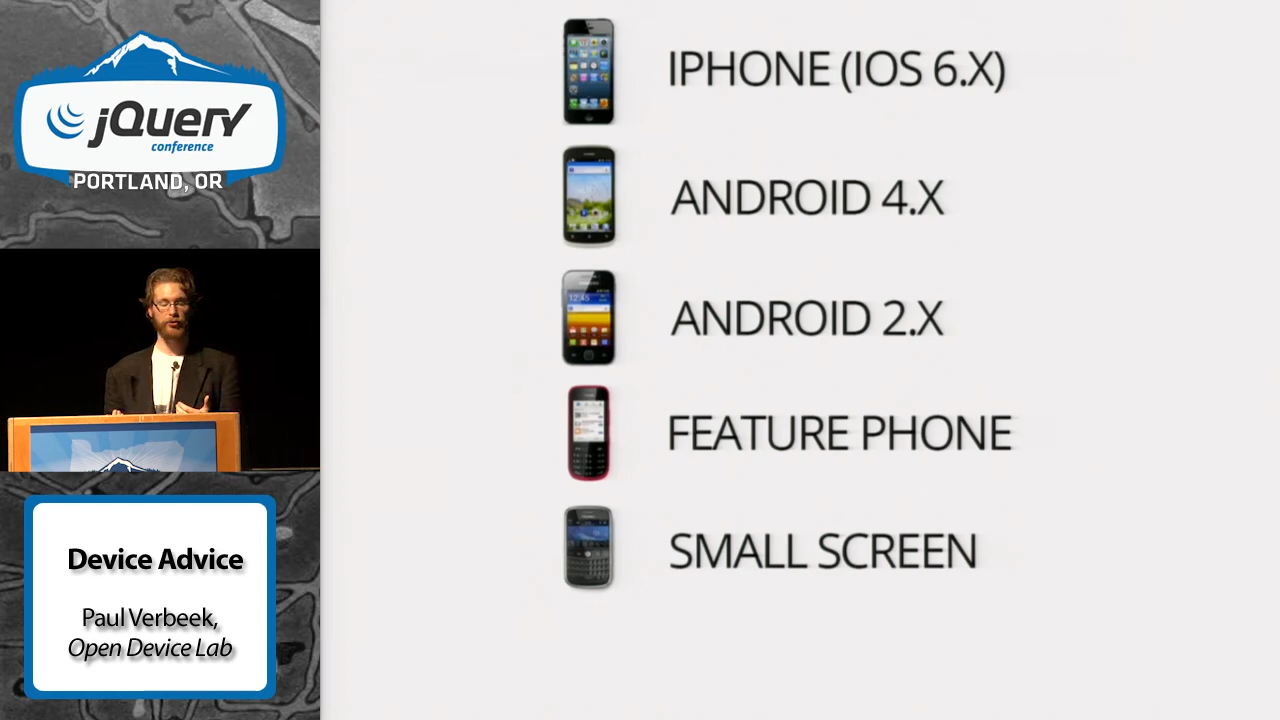 jQuery
conference
PORTLAND, OR
Device Advice
Paul Verbeek,
Open Device Lab
IPHONE (IOS 6.X)
ANDROID 4.X
ANDROID 2.X
FEATURE PHONE
SMALL SCREEN